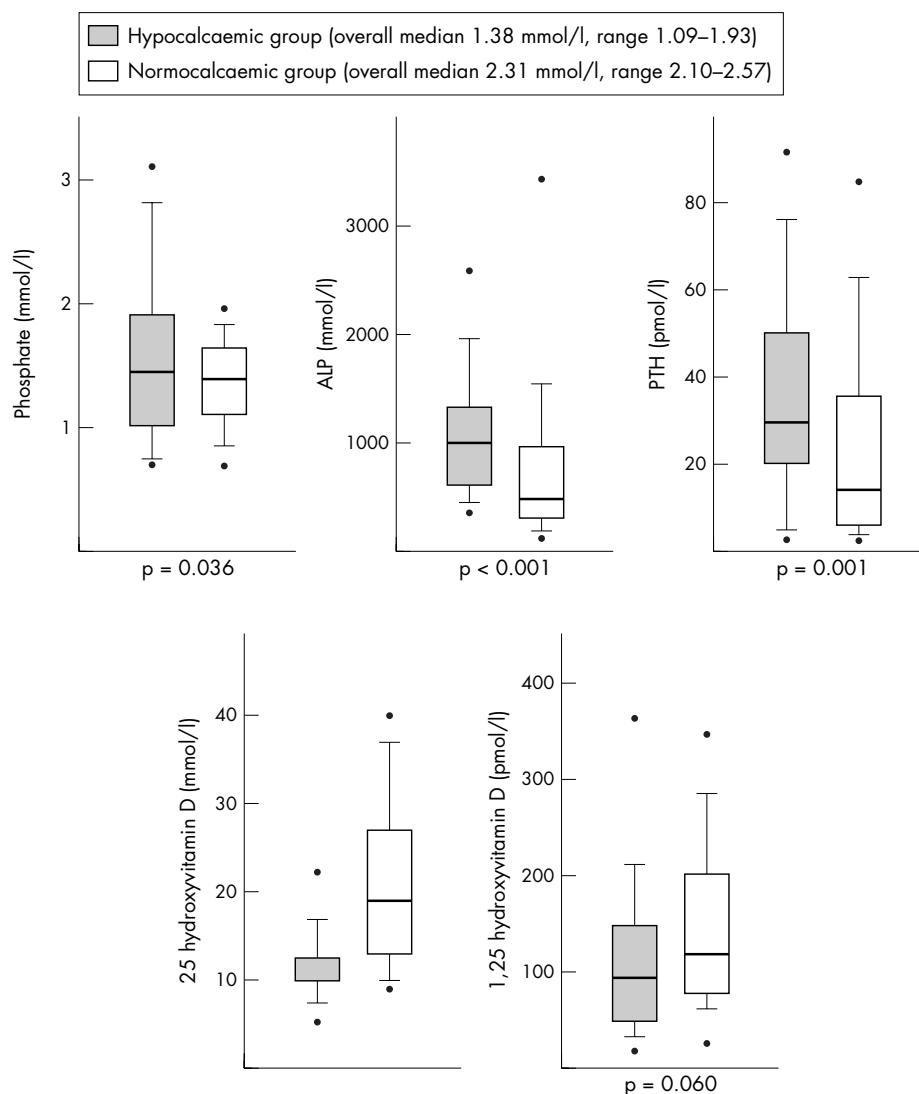 Hypocalcaemic group (overall median 1.38 mmol/l, range 1.09–1.93)
Normocalcaemic group (overall median 2.31 mmol/l, range 2.10–2.57)
Phosphate (mmol/l)
3
2
1
p = 0.036
ALP (mmol/l)
3000
2000
1000
p < 0.001
PTH (pmol/l)
80
60
40
20
p = 0.001
25 hydroxyvitamin D (mmol/l)
40
30
20
10
1,25 hydroxyvitamin D (pmol/l)
400
300
200
100
p = 0.060